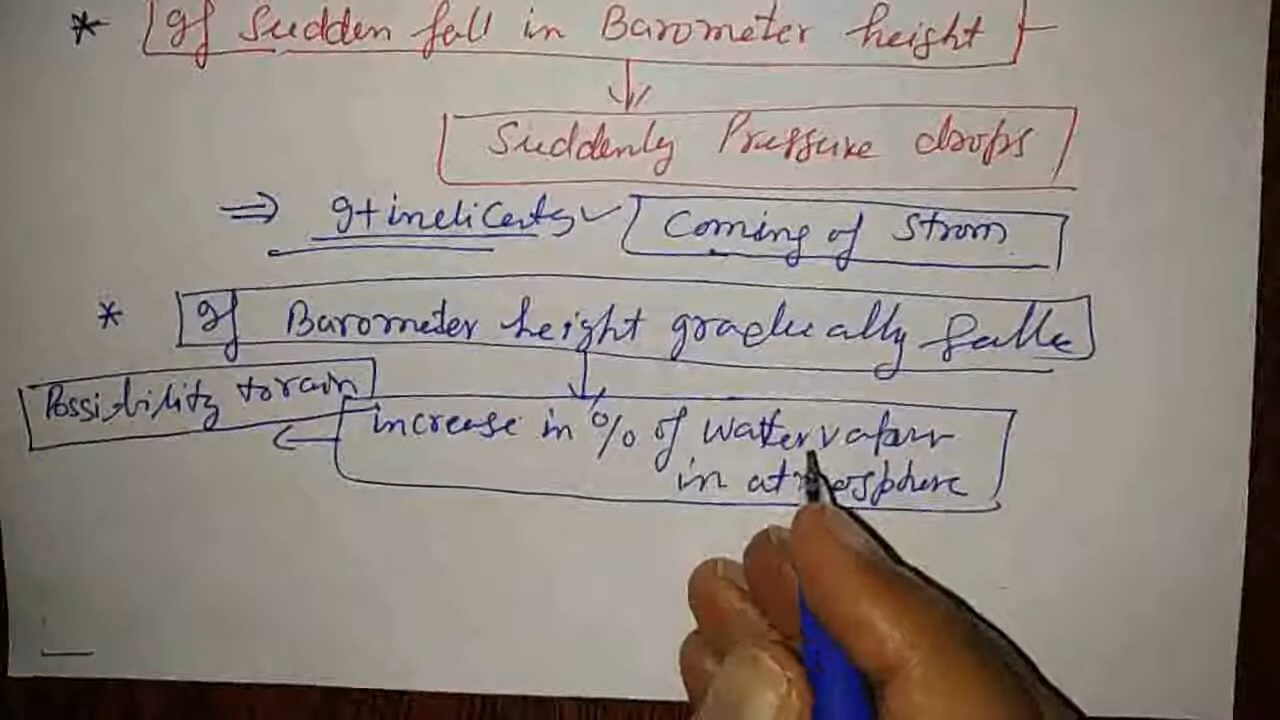 * If Sudden fall in Barometer height
Suddenly Pressure drops
⇒ It indicates Coming of Strom
* If Barometer height gradually falls
Possibility to rain
increase in % of water vapour
in atmosphere